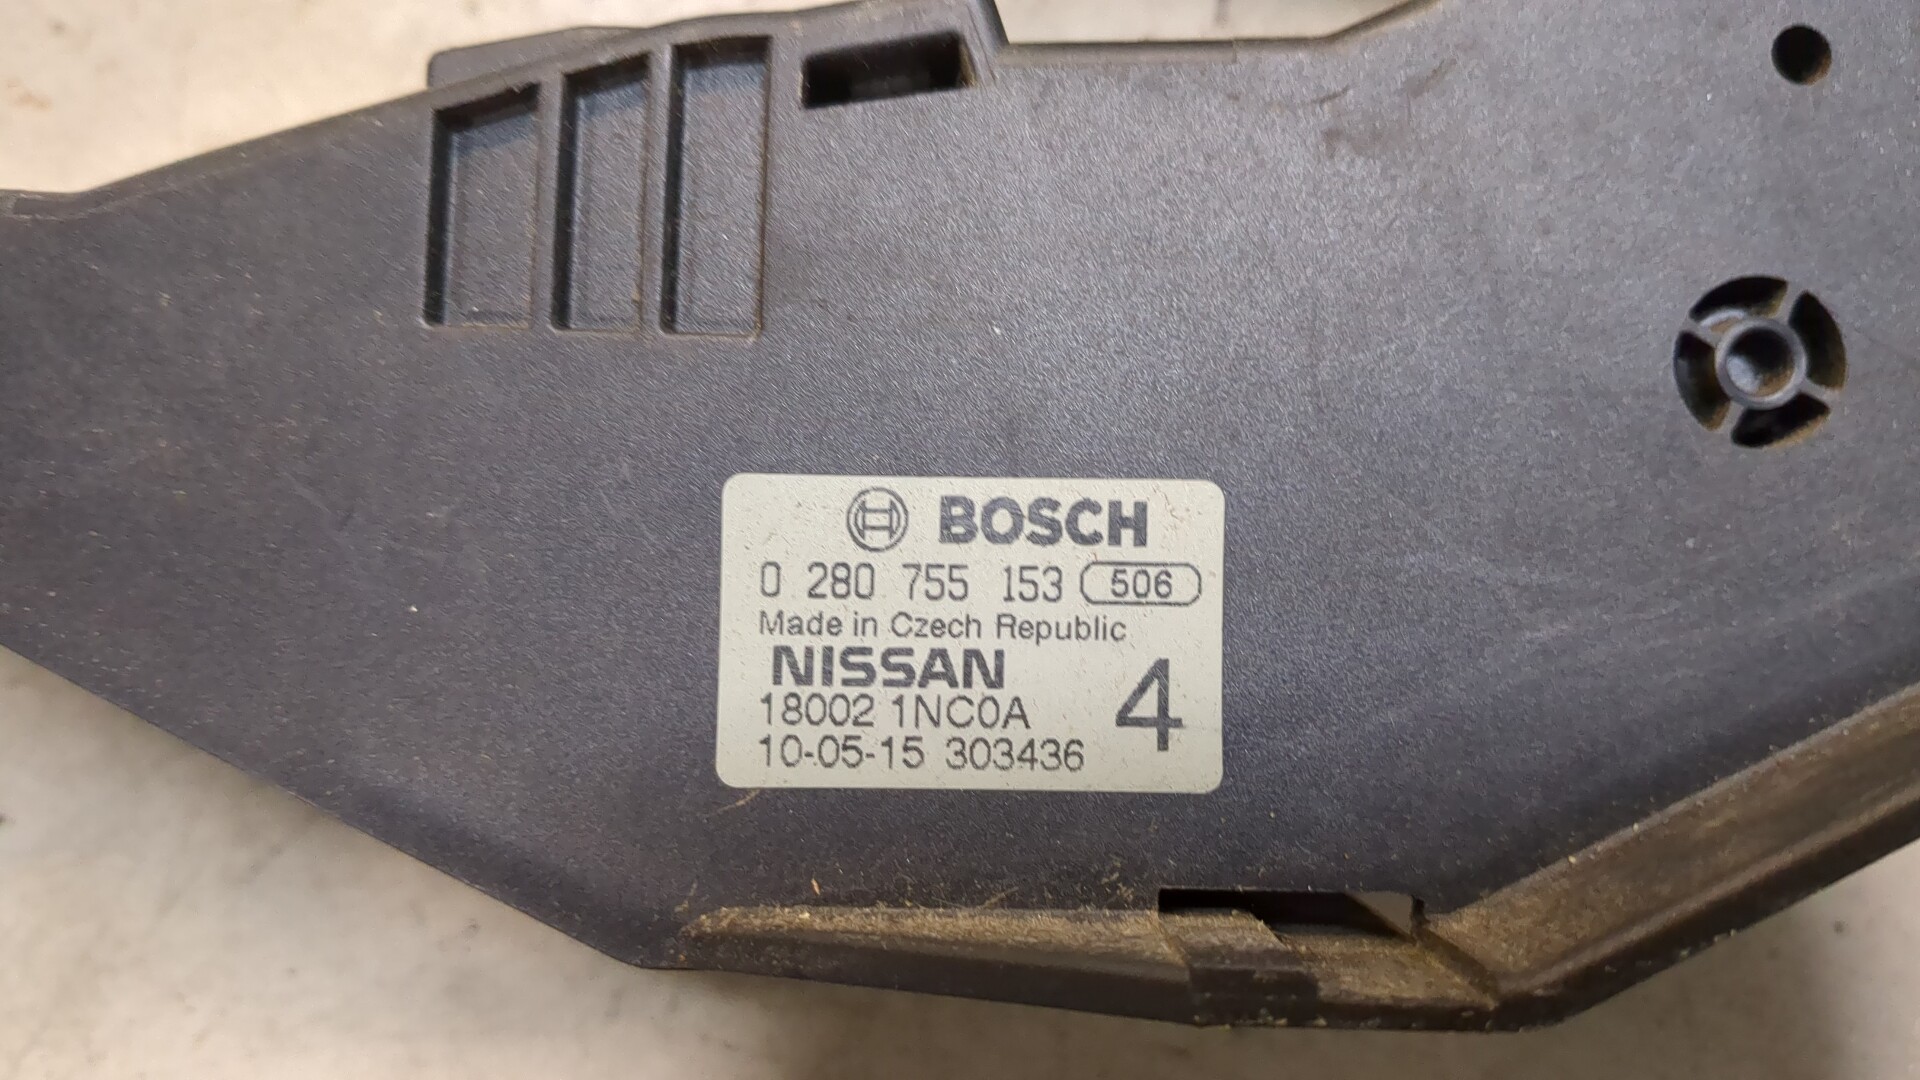 BOSCH
0 280 755 153 506
Made in Czech Republic
NISSAN
18002 1NC0A 4
10-05-15 303436